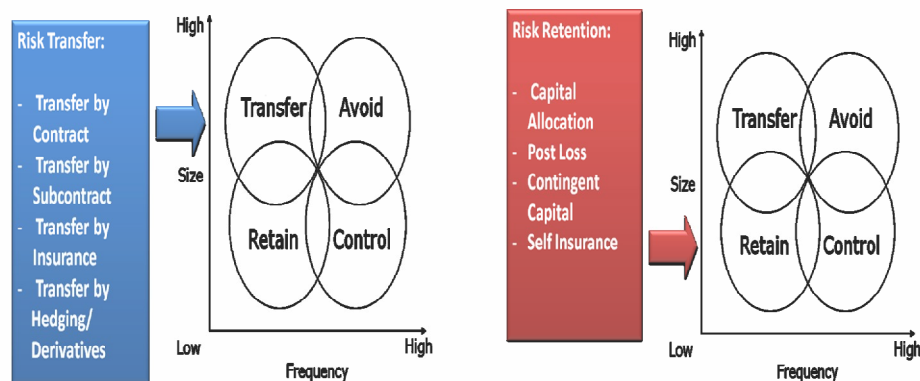 Risk Transfer:
- Transfer by
Contract
- Transfer by
Subcontract
- Transfer by
Insurance
- Transfer by
Hedging/
Derivatives
High
Transfer Avoid
Size
Retain Control
Low
High
Frequency
Risk Retention:
- Capital
Allocation
- Post Loss
- Contingent
Capital
- Self Insurance
High
Transfer Avoid
Size
Retain Control
Low
High
Frequency